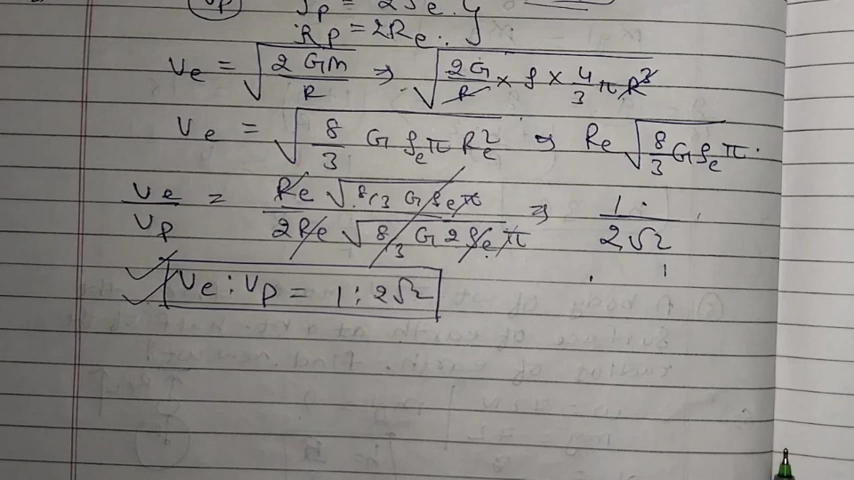 Vp ρp = 2ρe.
Rp = 2Re.
Ve = √(2GM/R) ⇒ √(2G/R × ρ × 4/3 πR³)
Ve = √(8/3 G ρe π Re²) ⇒ Re √(8/3 G ρe π.
Ve/Vp = Re √(8/3 G ρe π) / 2Re √(8/3 G 2ρe π) ⇒ 1/2√2
Ve : Vp = 1 : 2√2